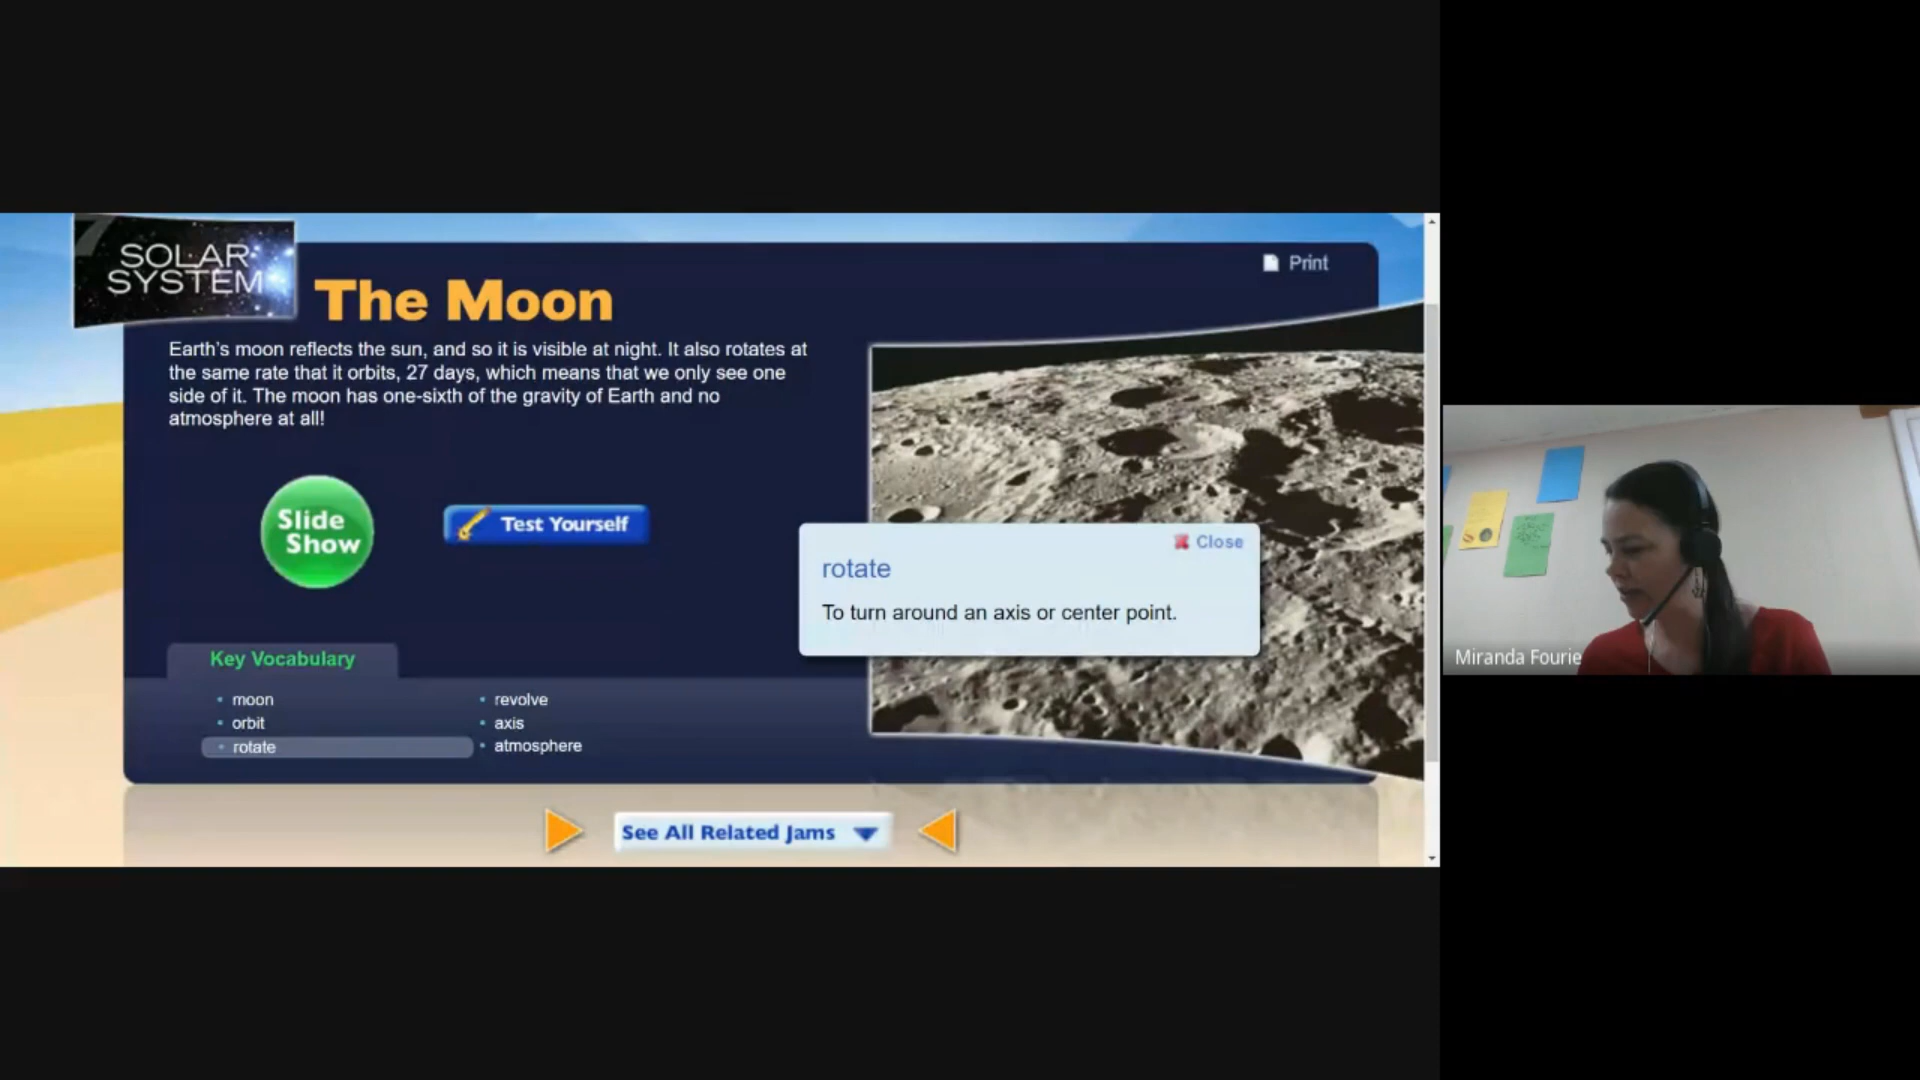 SOLAR
SYSTEM
The Moon
Print
Earth's moon reflects the sun, and so it is visible at night. It also rotates at
the same rate that it orbits, 27 days, which means that we only see one
side of it. The moon has one-sixth of the gravity of Earth and no
atmosphere at all!
Slide
Show
Test Yourself
Close
rotate
To turn around an axis or center point.
Key Vocabulary
• moon
• orbit
• rotate
• revolve
• axis
• atmosphere
See All Related Jams
Miranda Fourie